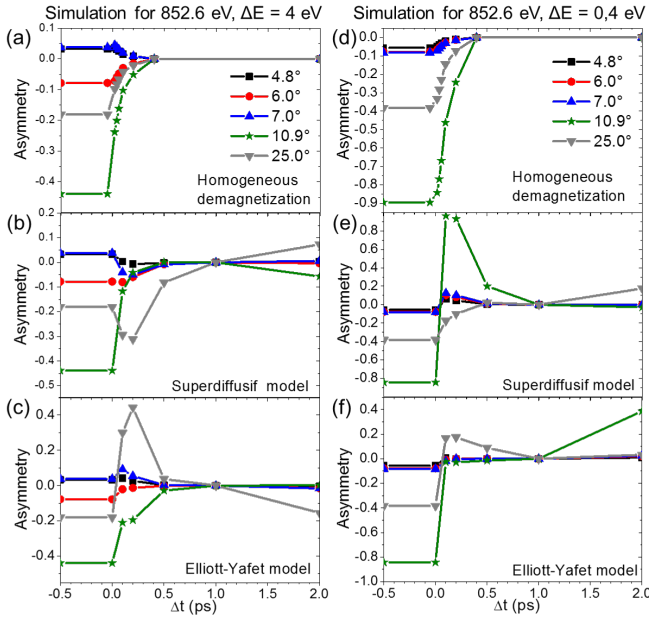 Simulation for 852.6 eV, ΔE = 4 eV
Simulation for 852.6 eV, ΔE = 0,4 eV
(a)
0.1
0.0
-0.1
-0.2
-0.3
-0.4
-0.5
Asymmetry
4.8°
6.0°
7.0°
10.9°
25.0°
Homogeneous
demagnetization
(d)
0.0
-0.1
-0.2
-0.3
-0.4
-0.5
-0.6
-0.7
-0.8
-0.9
Asymmetry
4.8°
6.0°
7.0°
10.9°
25.0°
Homogeneous
demagnetization
(b)
0.2
0.1
0.0
-0.1
-0.2
-0.3
-0.4
-0.5
Asymmetry
Superdiffusif model
(e)
0.8
0.6
0.4
0.2
0.0
-0.2
-0.4
-0.6
-0.8
Asymmetry
Superdiffusif model
(c)
0.4
0.2
0.0
-0.2
-0.4
Asymmetry
Elliott-Yafet model
-0.5
0.0
0.5
1.0
1.5
2.0
Δt (ps)
(f)
0.4
0.2
0.0
-0.2
-0.4
-0.6
-0.8
-1.0
Asymmetry
Elliott-Yafet model
-0.5
0.0
0.5
1.0
1.5
2.0
Δt (ps)